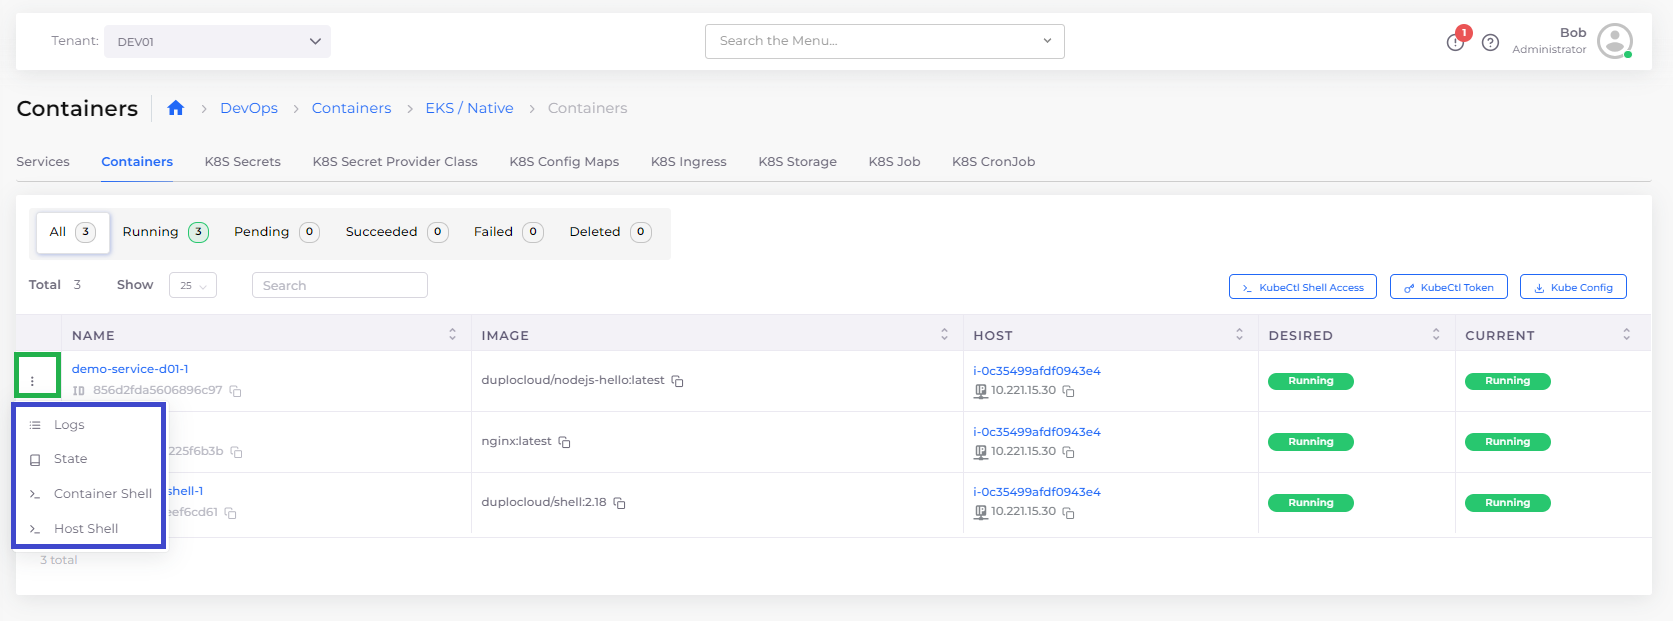 Tenant: DEV01 Search the Menu... 1 Bob
Administrator
Containers DevOps Containers EKS / Native Containers
Services Containers K8S Secrets K8S Secret Provider Class K8S Config Maps K8S Ingress K8S Storage K8S Job K8S CronJob
All 3 Running 3 Pending 0 Succeeded 0 Failed 0 Deleted 0
Total 3 Show 25 Search KubeCtl Shell Access KubeCtl Token Kube Config
NAME IMAGE HOST DESIRED CURRENT
demo-service-d01-1 duplocloud/nodejs-hello:latest i-0c35499afdf0943e4 Running Running
ID 856d2fda5606896c97 IP 10.221.15.30
Logs
nginx:latest i-0c35499afdf0943e4 Running Running
225f6b3b IP 10.221.15.30
State
Container Shell
shell-1 duplocloud/shell:2.18 i-0c35499afdf0943e4 Running Running
eef6cd61 IP 10.221.15.30
Host Shell
3 total